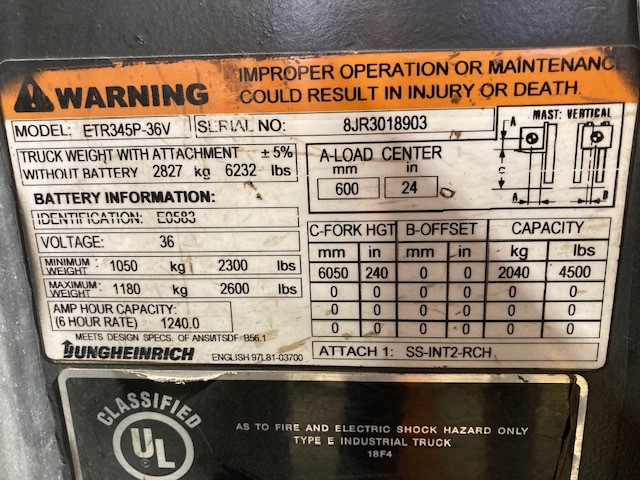 WARNING
IMPROPER OPERATION OR MAINTENANCE
COULD RESULT IN INJURY OR DEATH.
MODEL: ETR345P-36V SERIAL NO: 8JR3018903
TRUCK WEIGHT WITH ATTACHMENT ± 5%
WITHOUT BATTERY 2827 kg 6232 lbs
BATTERY INFORMATION:
IDENTIFICATION: E0583
VOLTAGE: 36
MINIMUM WEIGHT : 1050 kg 2300 lbs
MAXIMUM WEIGHT : 1180 kg 2600 lbs
AMP HOUR CAPACITY:
(6 HOUR RATE) 1240.0
MEETS DESIGN SPECS. OF ANSI/ITSDF B56.1
JUNGHEINRICH ENGLISH 97L81-03700
A-LOAD CENTER
mm in
600 24
MAST: VERTICAL
A
C
A B
C-FORK HGT B-OFFSET CAPACITY
mm in mm in kg lbs
6050 240 0 0 2040 4500
0 0 0 0 0 0
0 0 0 0 0 0
0 0 0 0 0 0
ATTACH 1: SS-INT2-RCH
CLASSIFIED
UL
AS TO FIRE AND ELECTRIC SHOCK HAZARD ONLY
TYPE E INDUSTRIAL TRUCK
18F4